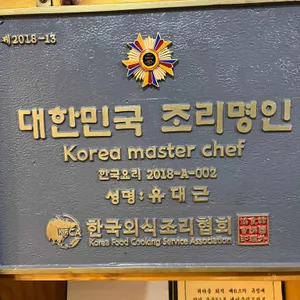 제2018-13
대한민국 조리명인
Korea master chef
한국요리 2018-A-002
성명:유대근
한국외식조리협회
Korea Food Cooking Service Association